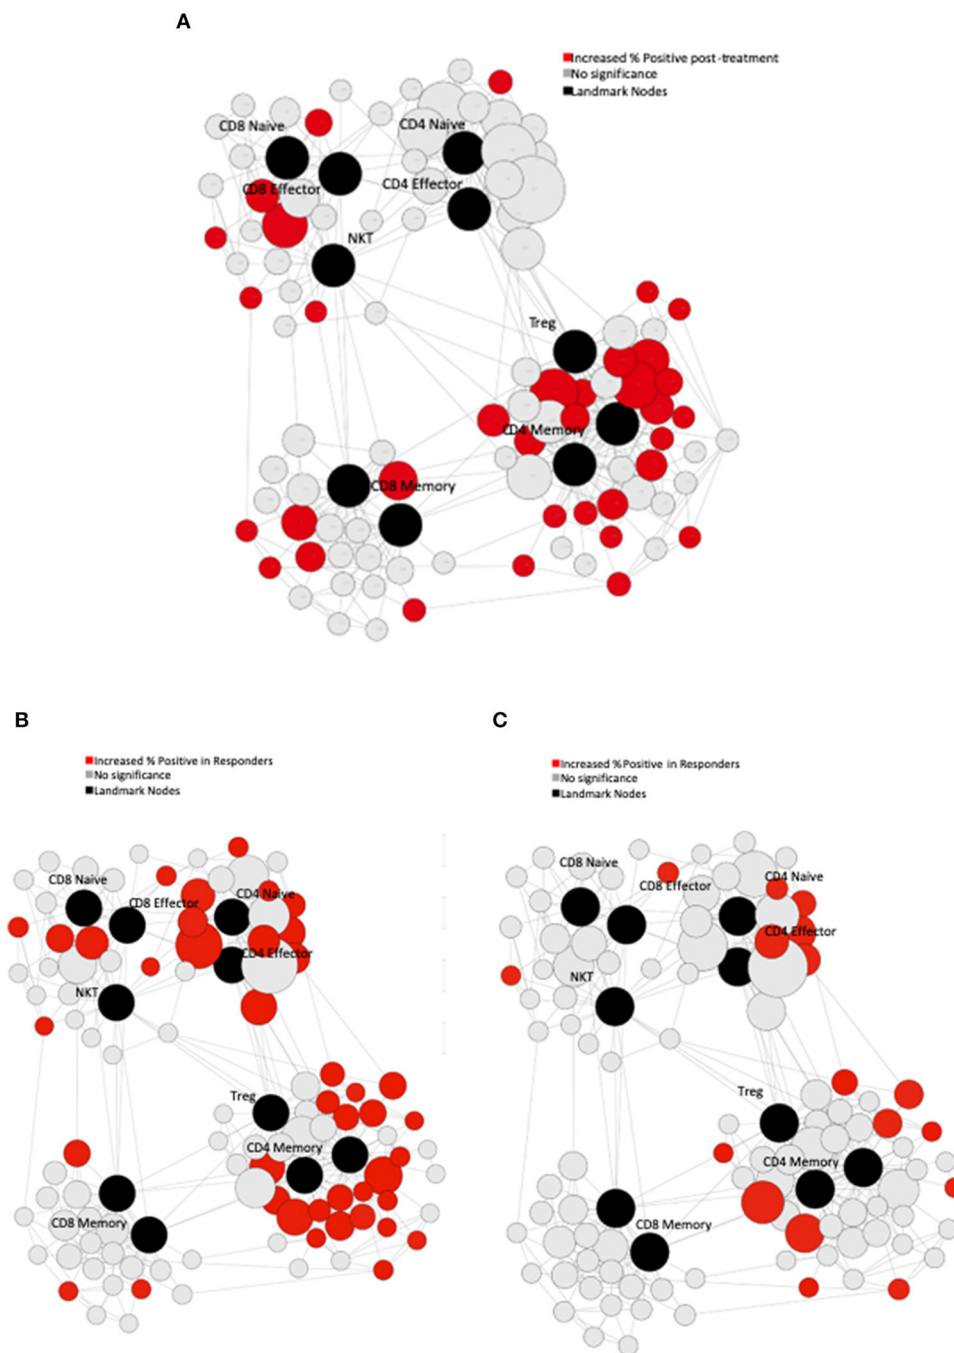 A
Increased % Positive post-treatment
No significance
Landmark Nodes
CD8 Naive
CD4 Naive
CD8 Effector
CD4 Effector
NKT
Treg
CD4 Memory
CD8 Memory
B
C
Increased % Positive in Responders
No significance
Landmark Nodes
Increased % Positive in Responders
No significance
Landmark Nodes
CD8 Naive
CD8 Effector
CD4 Naive
CD4 Effector
NKT
Treg
CD4 Memory
CD8 Memory
CD8 Naive
CD8 Effector
CD4 Naive
CD4 Effector
NKT
Treg
CD4 Memory
CD8 Memory